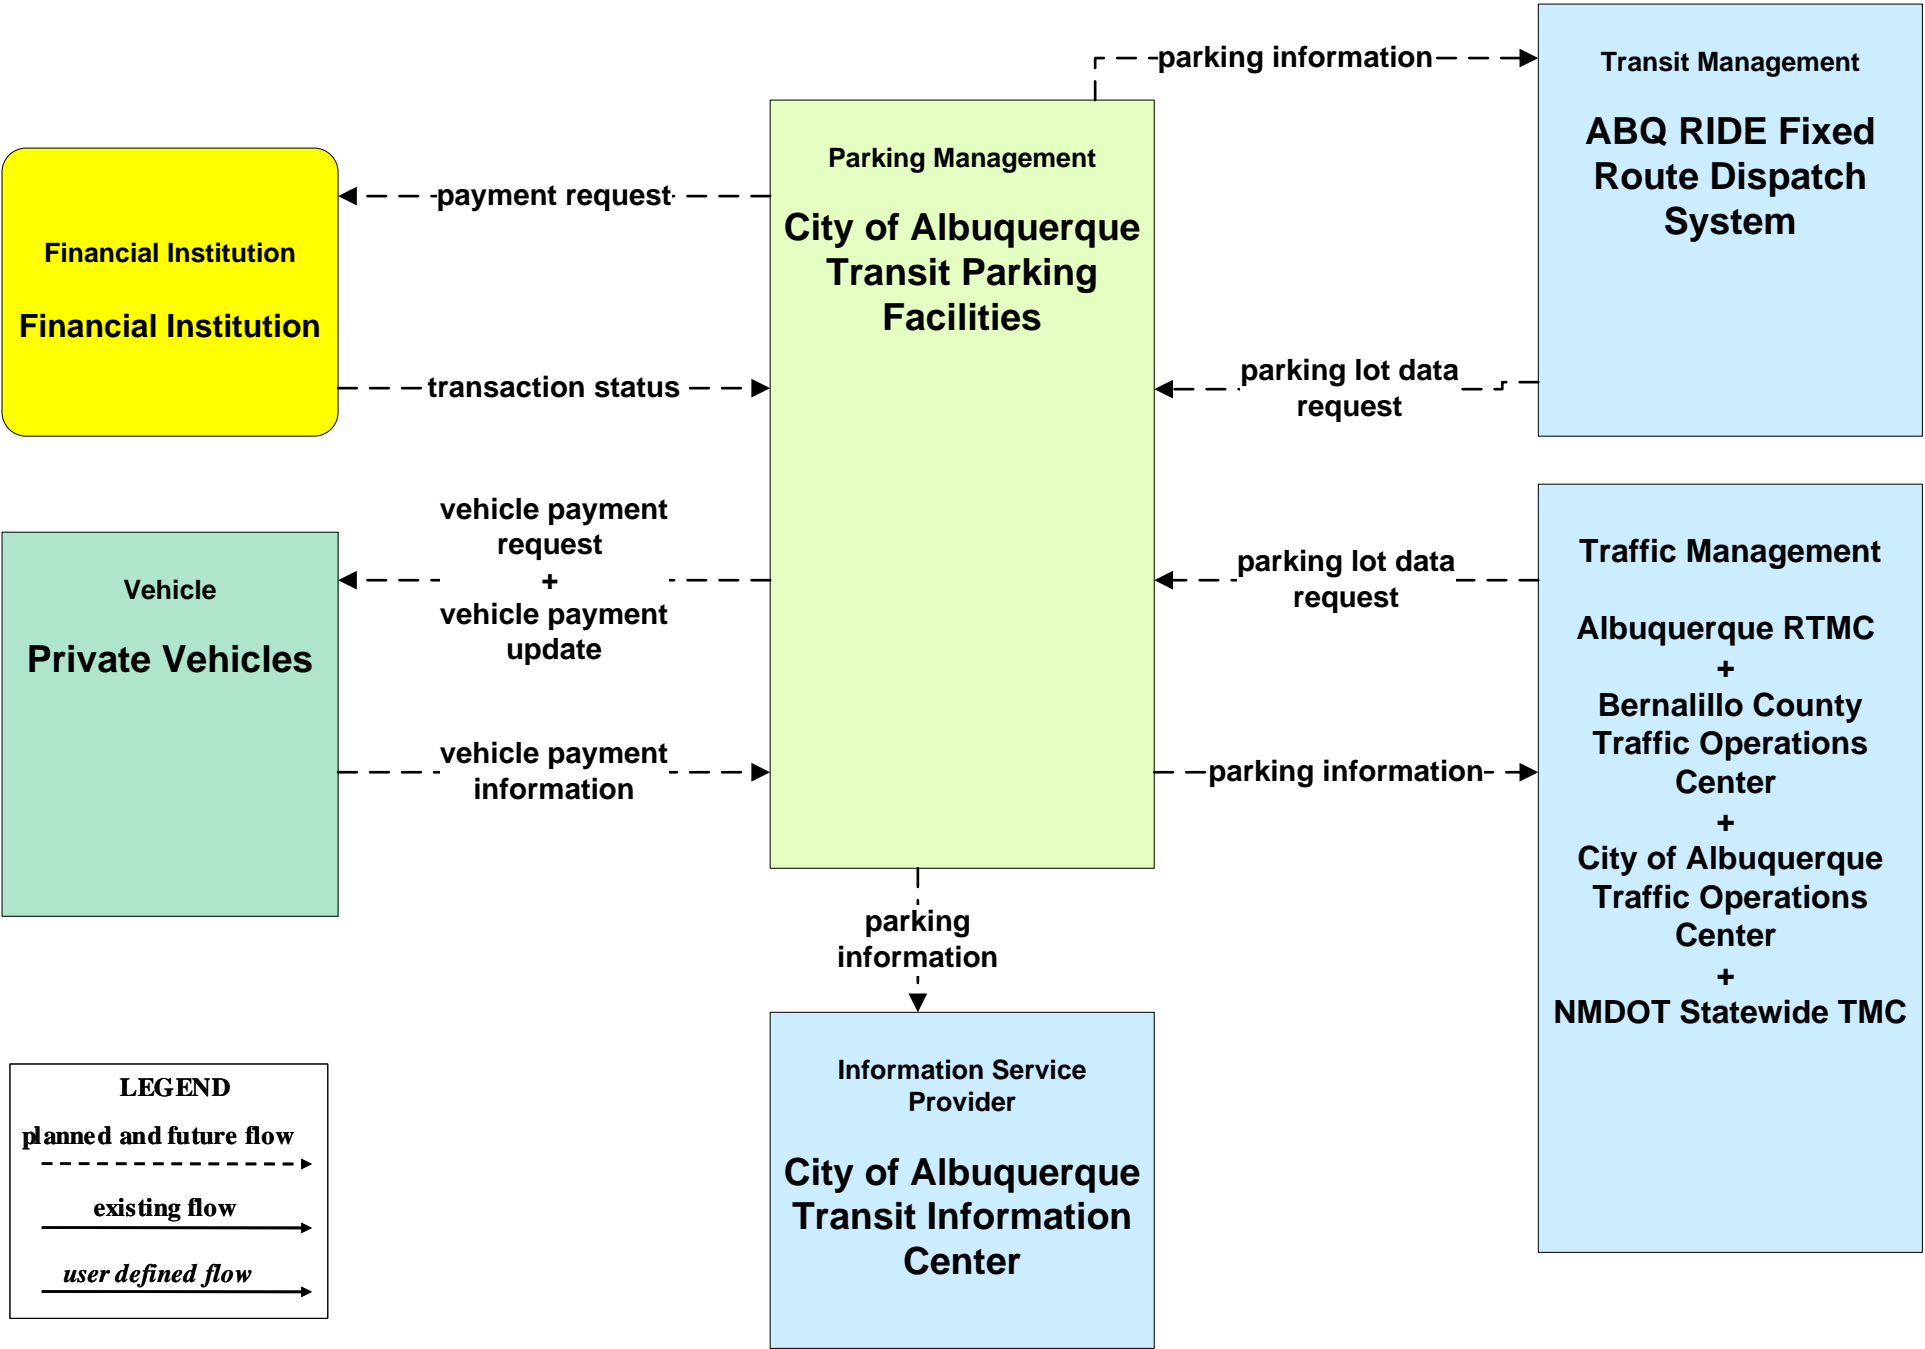 parking information
Transit Management
ABQ RIDE Fixed
Route Dispatch
System
Parking Management
City of Albuquerque
Transit Parking
Facilities
payment request
Financial Institution
Financial Institution
transaction status
parking lot data
request
vehicle payment
request
+
vehicle payment
update
Vehicle
Private Vehicles
parking lot data
request
Traffic Management
Albuquerque RTMC
+
Bernalillo County
Traffic Operations
Center
+
City of Albuquerque
Traffic Operations
Center
+
NMDOT Statewide TMC
vehicle payment
information
parking information
parking
information
Information Service
Provider
City of Albuquerque
Transit Information
Center
LEGEND
planned and future flow
existing flow
user defined flow